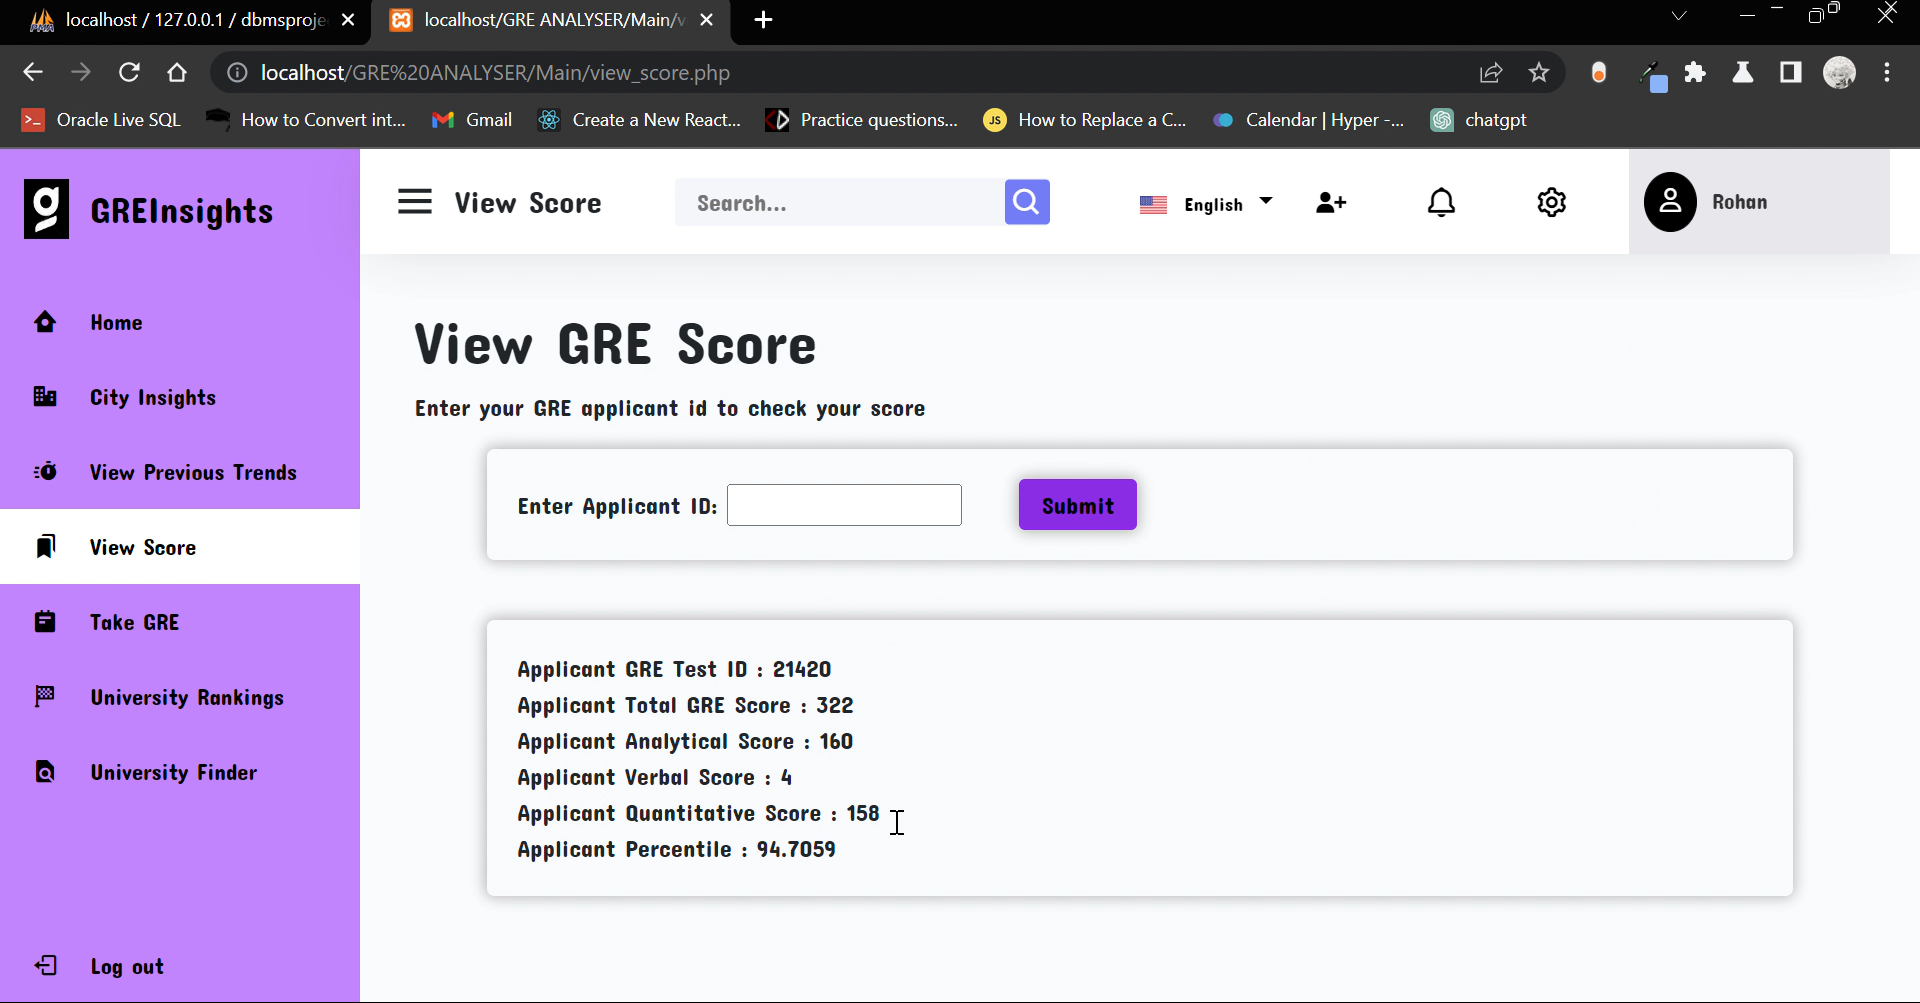 localhost / 127.0.0.1 / dbmsproje
localhost/GRE ANALYSER/Main/v
localhost/GRE%20ANALYSER/Main/view_score.php
Oracle Live SQL
How to Convert int...
Gmail
Create a New React...
Practice questions...
JS
How to Replace a C...
Calendar | Hyper -...
chatgpt
g
GREInsights
View Score
Search...
English
Rohan
Home
City Insights
View Previous Trends
View Score
Take GRE
University Rankings
University Finder
Log out
View GRE Score
Enter your GRE applicant id to check your score
Enter Applicant ID:
Submit
Applicant GRE Test ID : 21420
Applicant Total GRE Score : 322
Applicant Analytical Score : 160
Applicant Verbal Score : 4
Applicant Quantitative Score : 158
Applicant Percentile : 94.7059